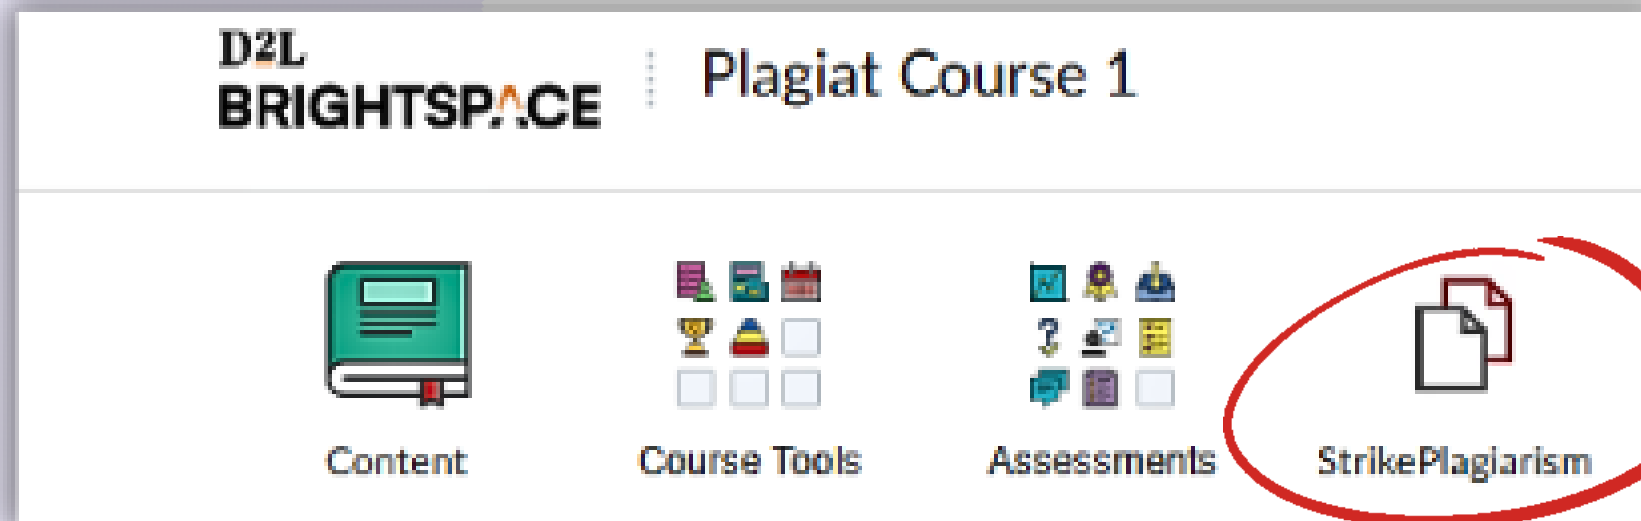 D2L
BRIGHTSPACE
Plagiat Course 1
Content
Course Tools
Assessments
StrikePlagiarism